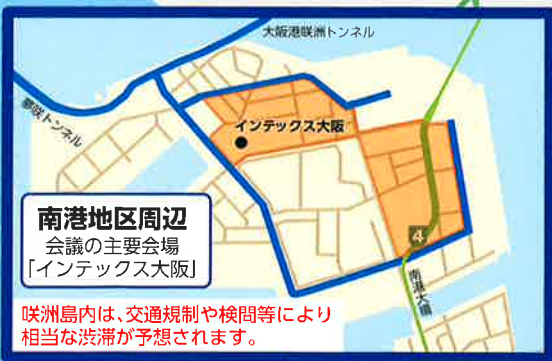 大阪港咲洲トンネル
夢咲トンネル
インテックス大阪
4
南港大橋
南港地区周辺
会議の主要会場
「インテックス大阪」
咲洲島内は、交通規制や検問等により
相当な渋滞が予想されます。